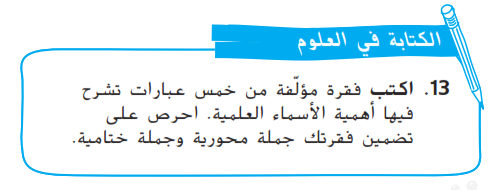 الكتابة في العلوم
13. اكتب فقرة مؤلّفة من خمس عبارات تشرح
فيها أهمية الأسماء العلمية. احرص على
تضمين فقرتك جملة محورية وجملة ختامية.